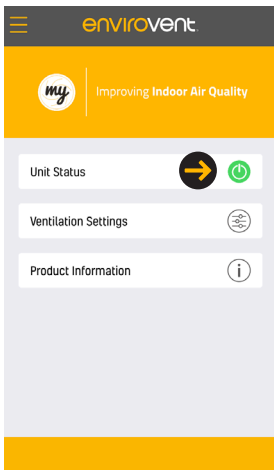 envirovent
my
Improving Indoor Air Quality
Unit Status
Ventilation Settings
Product Information
i